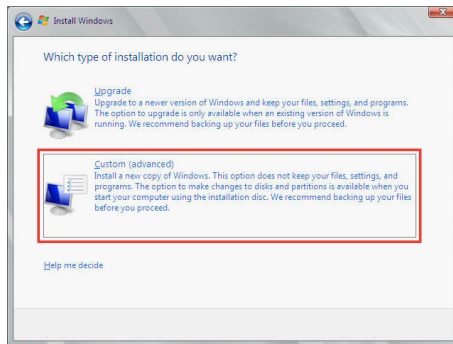 Install Windows
Which type of installation do you want?
Upgrade
Upgrade to a newer version of Windows and keep your files, settings, and programs.
The option to upgrade is only available when an existing version of Windows is
running. We recommend backing up your files before you proceed.
Custom (advanced)
Install a new copy of Windows. This option does not keep your files, settings, and
programs. The option to make changes to disks and partitions is available when you
start your computer using the installation disc. We recommend backing up your files
before you proceed.
Help me decide